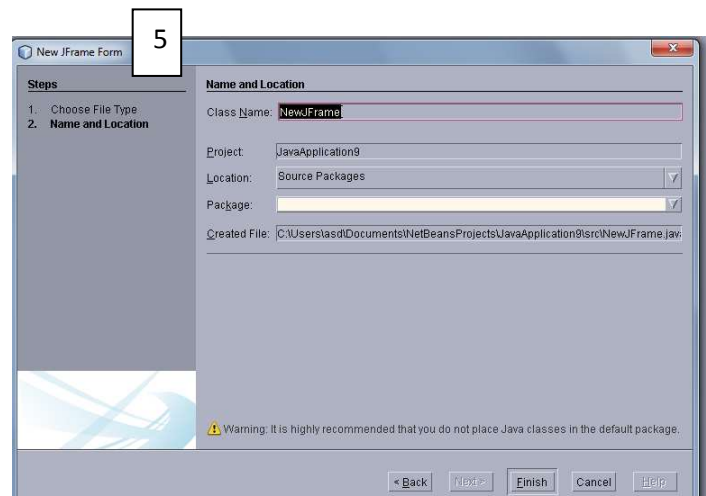 5
New JFrame Form
Steps
1. Choose File Type
2. Name and Location
Name and Location
Class Name: NewJFrame
Project: JavaApplication9
Location: Source Packages
Package:
Created File: C:\Users\asd\Documents\NetBeansProjects\JavaApplication9\src\NewJFrame.jav
Warning: It is highly recommended that you do not place Java classes in the default package.
< Back Next > Finish Cancel Help